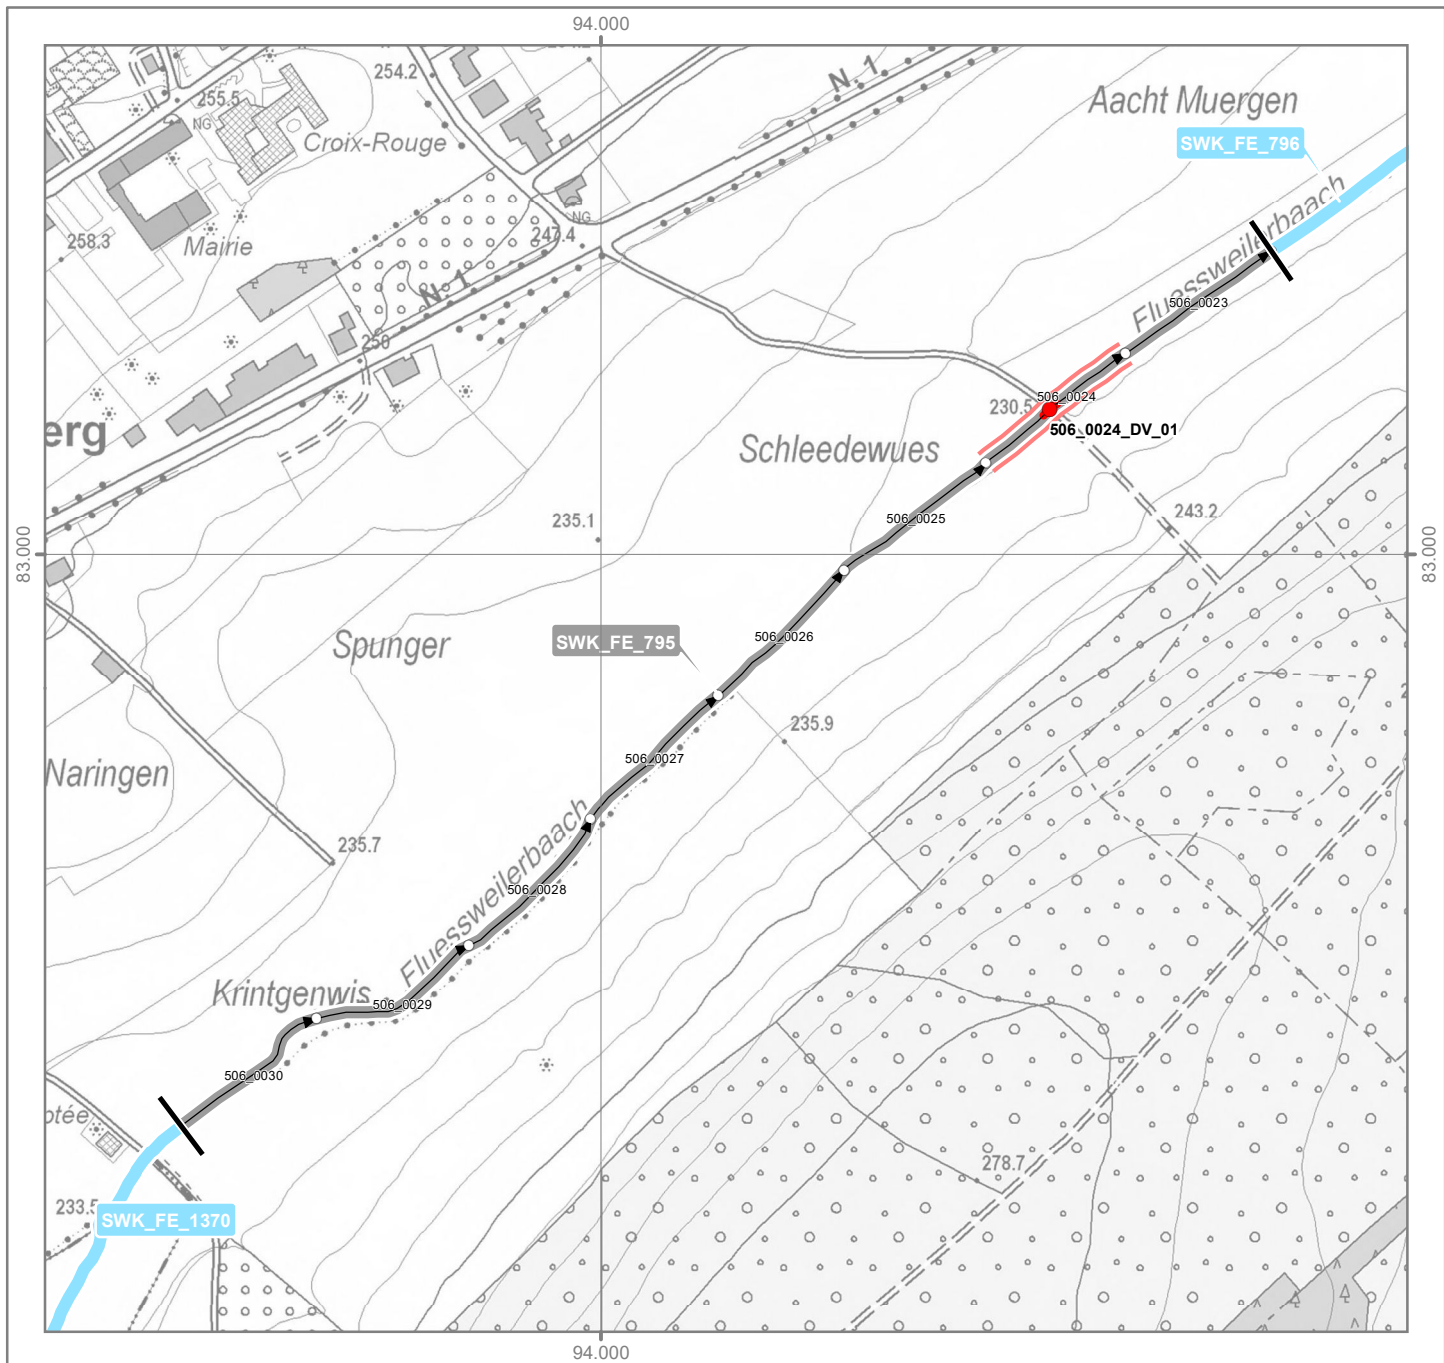 94.000
254.2
N. 1
Aacht Muergen
255.5
NG
Croix-Rouge
SWK_FE_796
NG
247.4
258.3
Mairie
Fluessweilerbaach
N. 1
506_0023
250
506_0024
230.5
506_0024_DV_01
erg
Schleedewues
243.2
235.1
506_0025
83.000
83.000
Spunger
SWK_FE_795
506_0026
235.9
506_0027
Naringen
235.7
Fluessweilerbaach
506_0028
Krintgenwis
506_0029
506_0030
otée
278.7
233.5
SWK_FE_1370
94.000